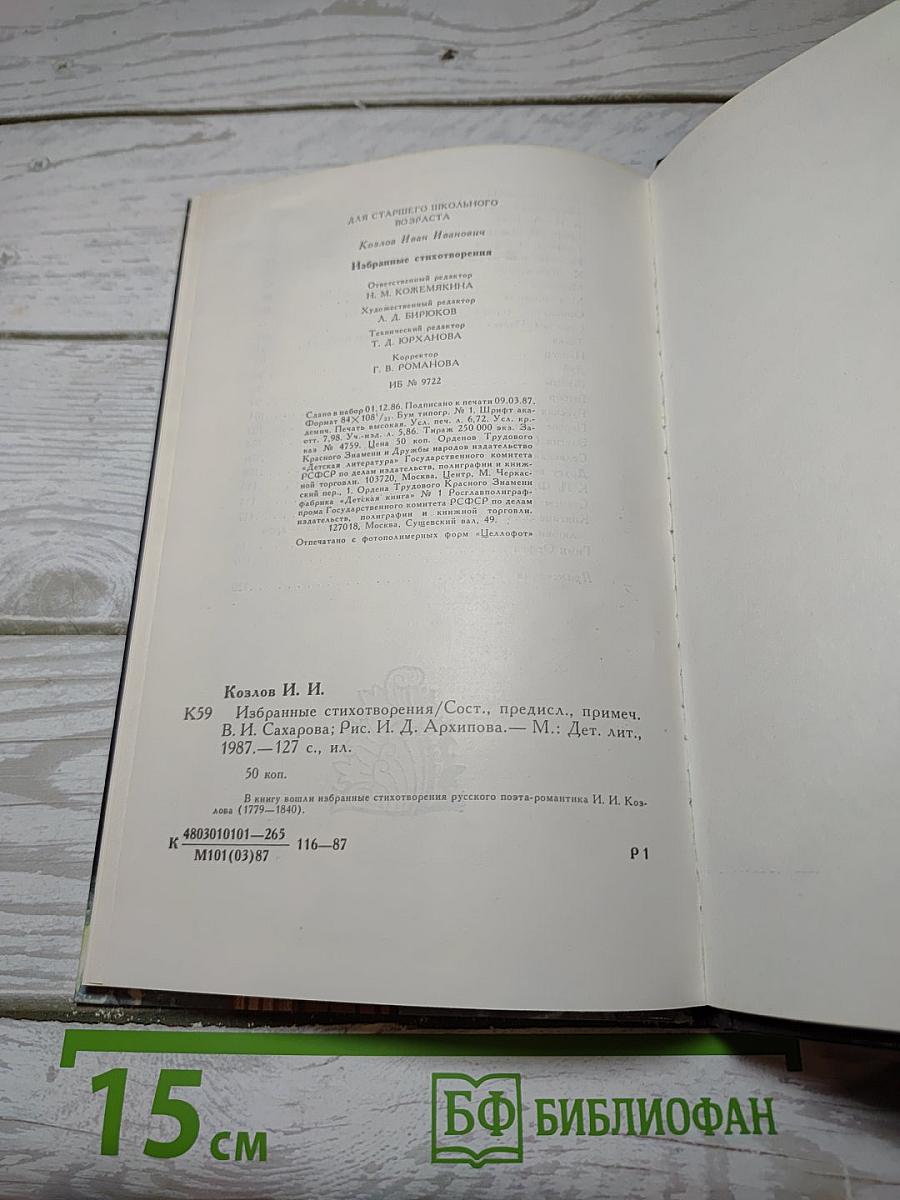 ДЛЯ СТАРШЕГО ШКОЛЬНОГО
ВОЗРАСТА
Козлов Иван Иванович
Избранные стихотворения
Ответственный редактор
Н. М. КОЖЕМЯКИНА
Художественный редактор
А. Д. БИРЮКОВ
Технический редактор
Т. Д. ЮРХАНОВА
Корректор
Г. В. РОМАНОВА
ИБ № 9722
Сдано в набор 01.12.86. Подписано к печати 09.03.87.
Формат 84×108¹/₃₂. Бум типогр. № 1. Шрифт ака-
демич. Печать высокая. Усл. печ. л. 6,72. Усл. кр.-
отт. 7,98. Уч.-изд. л. 5,86. Тираж 250 000 экз. За-
каз № 4759. Цена 50 коп. Орденов Трудового
Красного Знамени и Дружбы народов издательство
«Детская литература» Государственного комитета
РСФСР по делам издательств, полиграфии и книж-
ной торговли. 103720, Москва, Центр, М. Черкас-
ский пер., 1. Ордена Трудового Красного Знамени
фабрика «Детская книга» № 1 Росглавполиграф-
прома Государственного комитета РСФСР по делам
издательств, полиграфии и книжной торговли.
127018, Москва, Сущевский вал, 49.
Отпечатано с фотополимерных форм «Целлофот»
Козлов И. И.
К59 Избранные стихотворения/Сост., предисл., примеч.
В. И. Сахарова; Рис. И. Д. Архипова.— М.: Дет. лит.,
1987.—127 с., ил.
50 коп.
В книгу вошли избранные стихотворения русского поэта-романтика И. И. Коз-
лова (1779—1840).
К 4803010101—265 116—87
М101(03)87
Р1
15 см
БФ БИБЛИОФАН